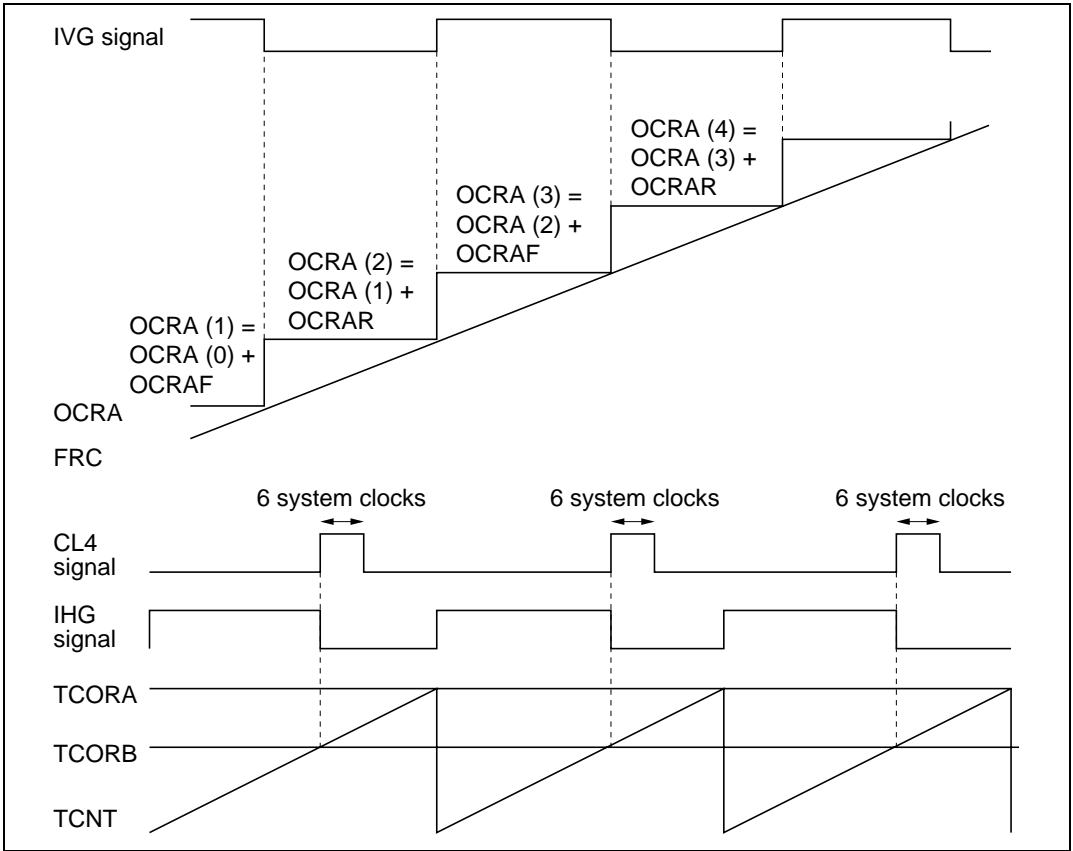 IVG signal
OCRA (4) =
OCRA (3) +
OCRAR
OCRA (3) =
OCRA (2) +
OCRAF
OCRA (2) =
OCRA (1) +
OCRAR
OCRA (1) =
OCRA (0) +
OCRAF
OCRA
FRC
6 system clocks 6 system clocks 6 system clocks
CL4
signal
IHG
signal
TCORA
TCORB
TCNT